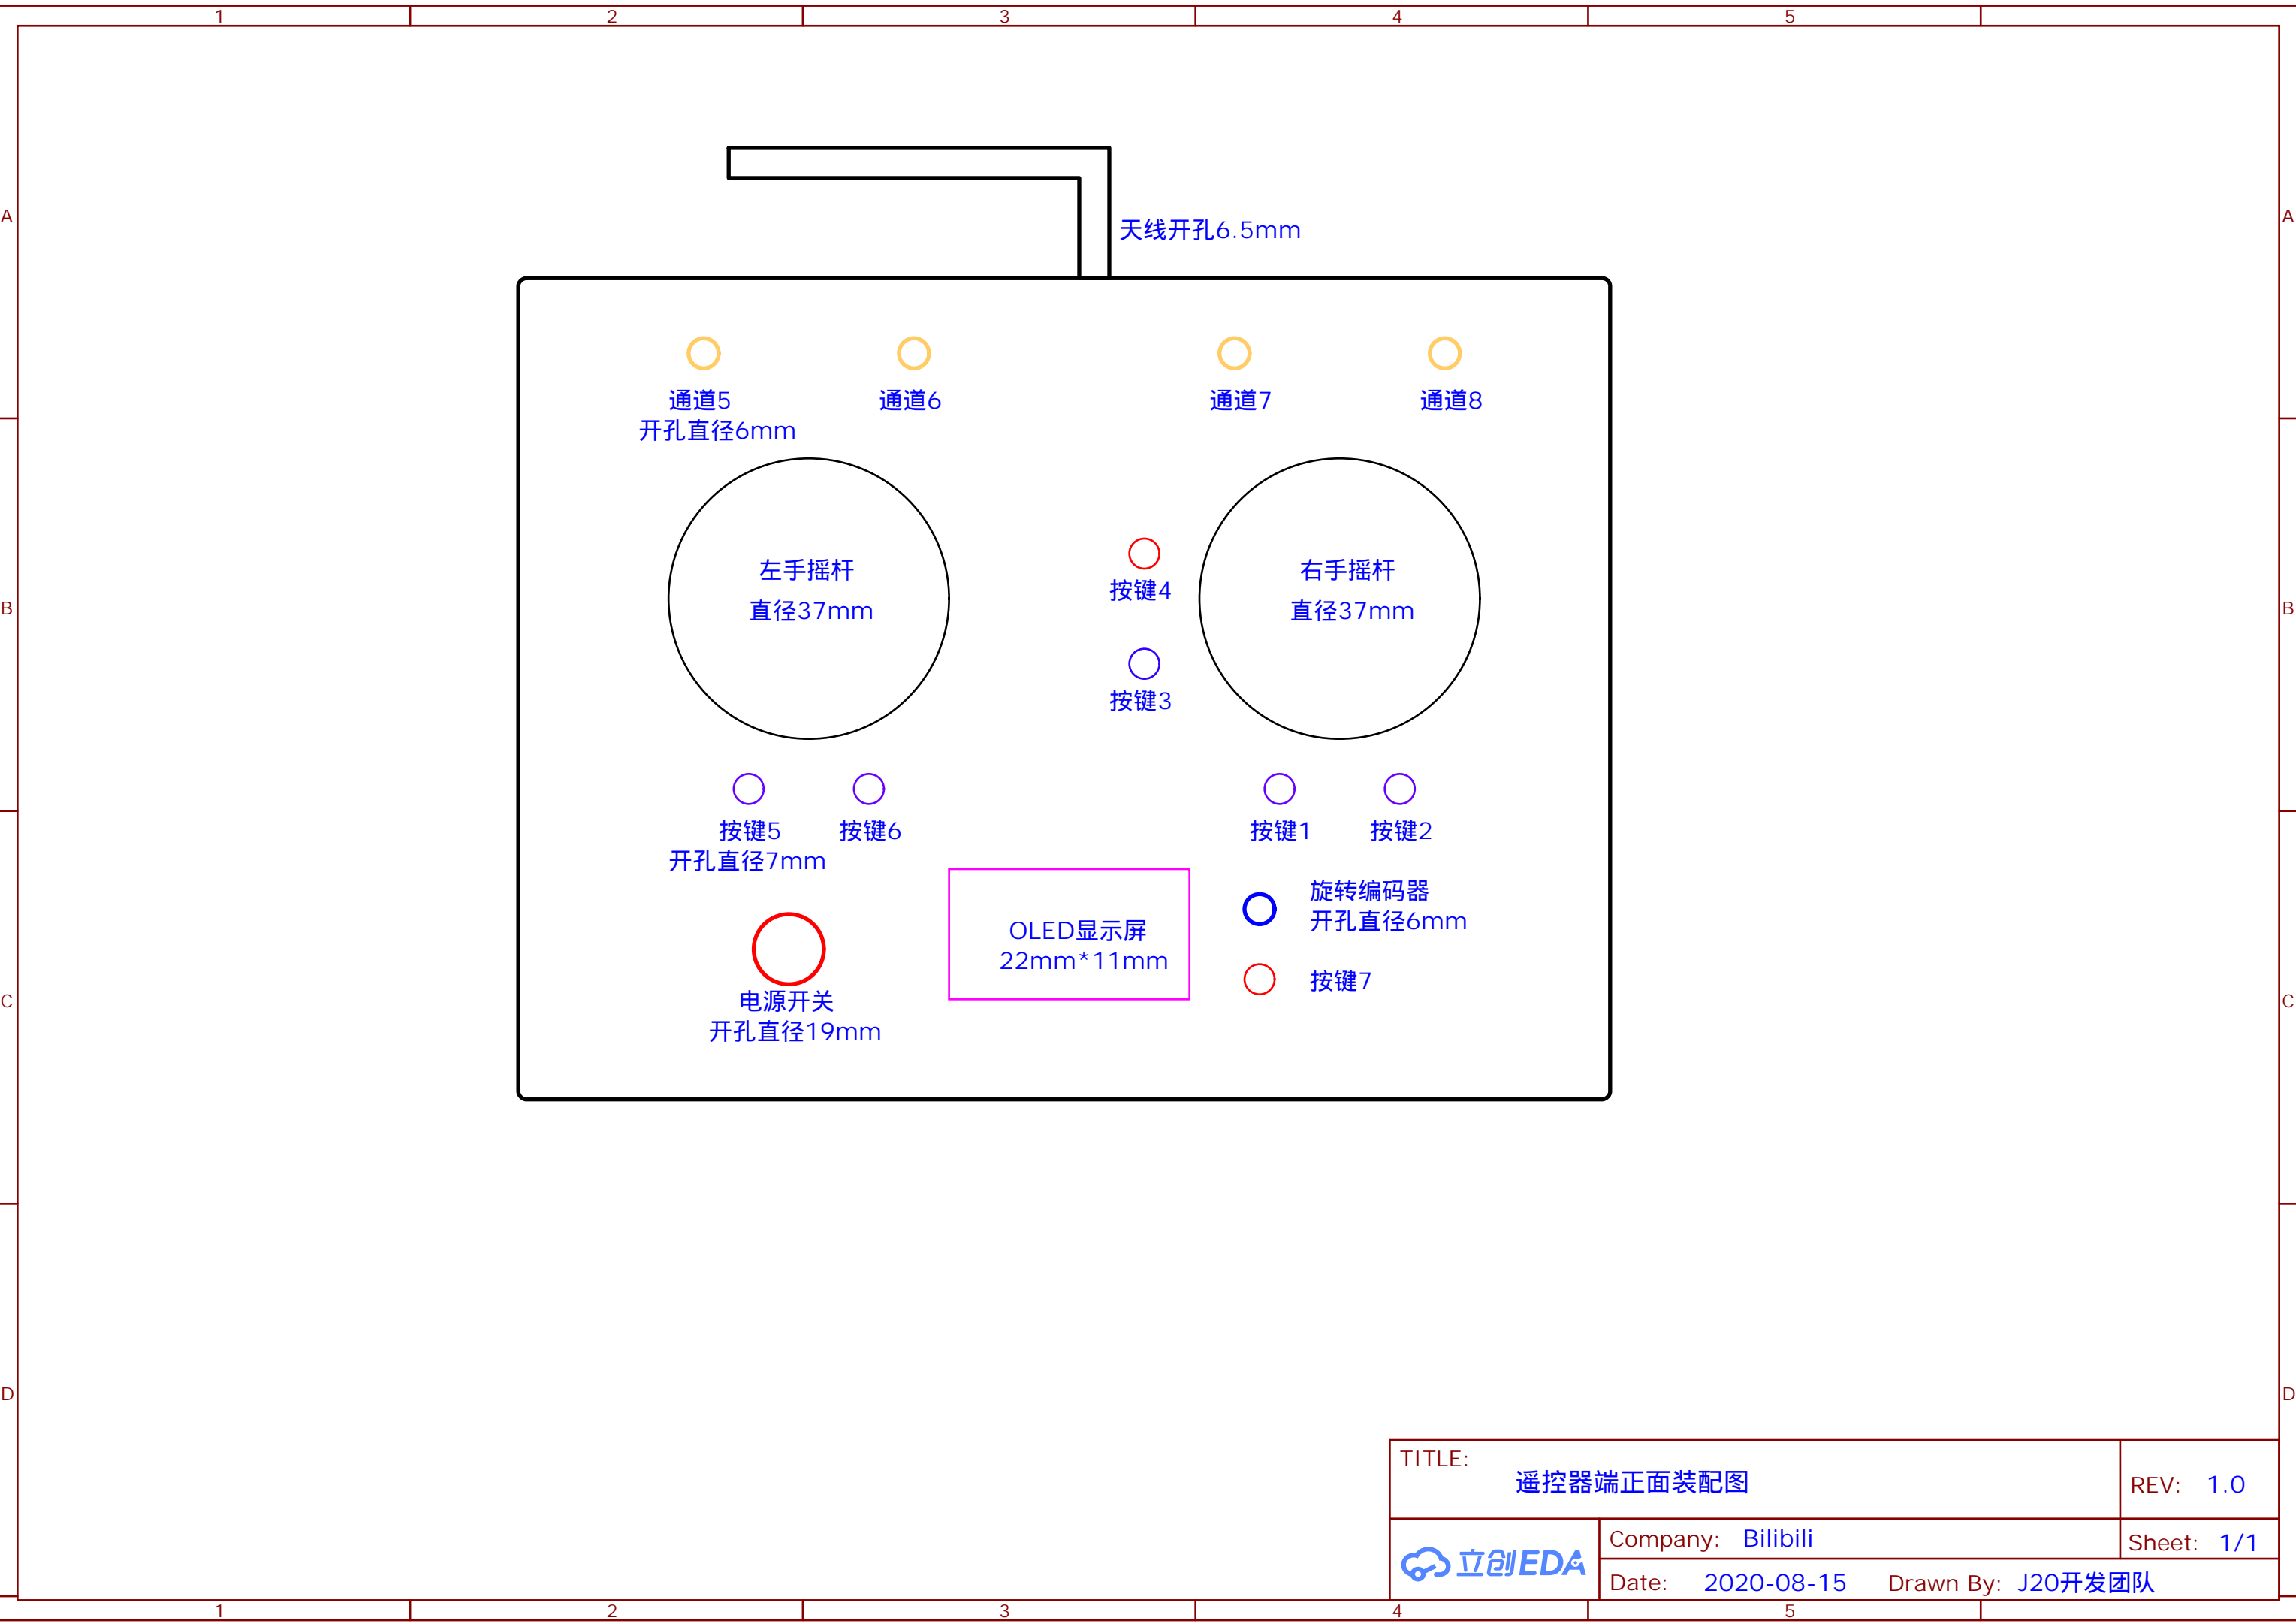 1 2 3 4 5
A A
天线开孔6.5mm
通道5 通道6 通道7 通道8
开孔直径6mm
左手摇杆
直径37mm
按键4
右手摇杆
直径37mm
B B
按键3
按键5 按键6 按键1 按键2
开孔直径7mm
旋转编码器
开孔直径6mm
OLED显示屏
22mm*11mm
按键7
电源开关
开孔直径19mm
C C
D D
TITLE:
遥控器端正面装配图
REV: 1.0
立创EDA
Company: Bilibili
Sheet: 1/1
Date: 2020-08-15 Drawn By: J20开发团队
1 2 3 4 5